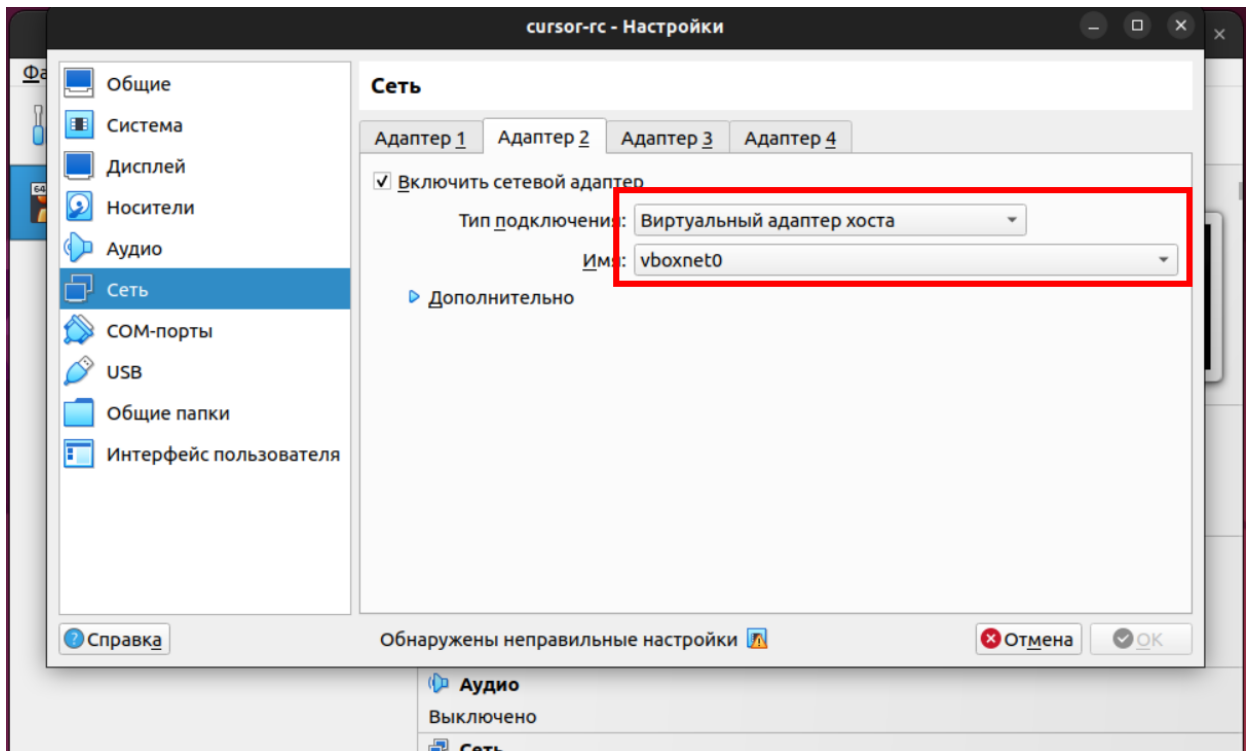 cursor-rc - Настройки
Фа
64
Общие
Система
Дисплей
Носители
Аудио
Сеть
COM-порты
USB
Общие папки
Интерфейс пользователя
Сеть
Адаптер 1 Адаптер 2 Адаптер 3 Адаптер 4
Включить сетевой адаптер
Тип подключения: Виртуальный адаптер хоста
Имя: vboxnet0
Дополнительно
Справка
Обнаружены неправильные настройки
Отмена
OK
Аудио
Выключено
Сеть